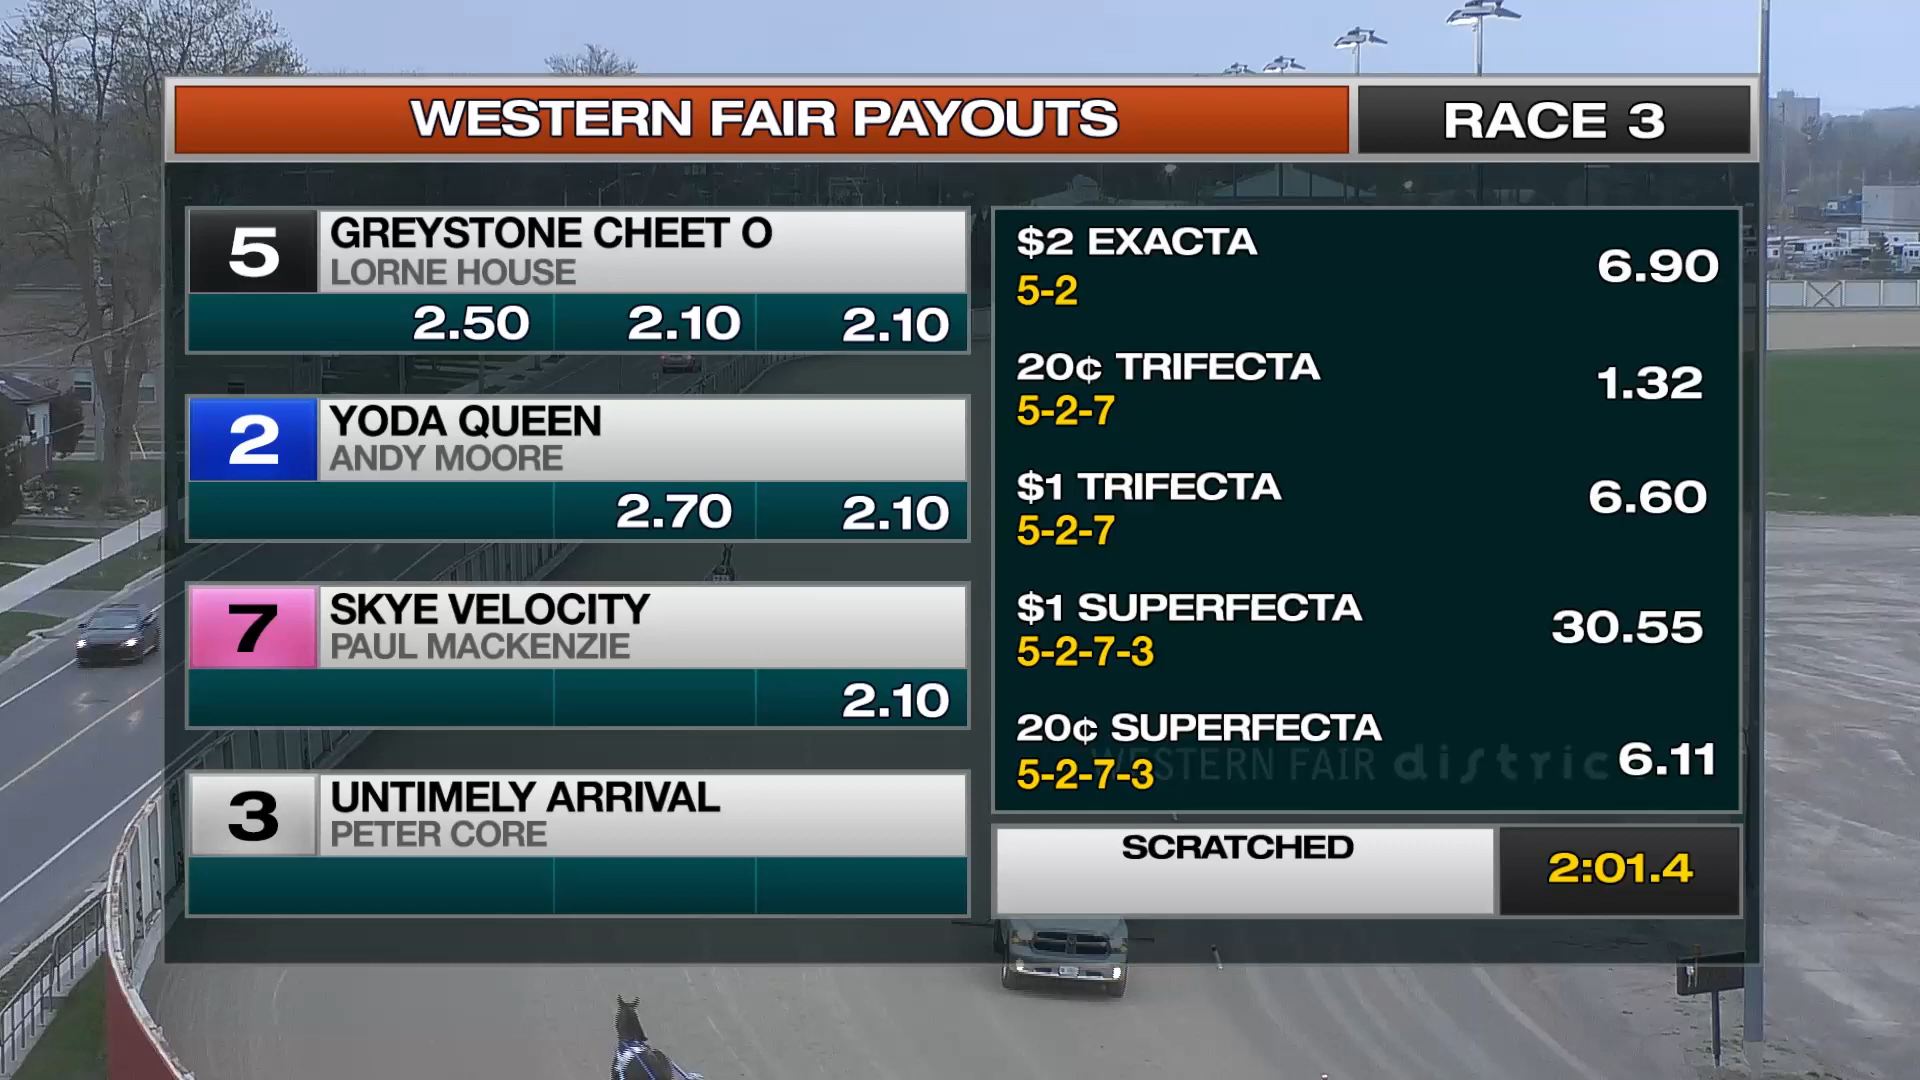 WESTERN FAIR PAYOUTS
RACE 3
5
GREYSTONE CHEET O
LORNE HOUSE
2.50 2.10 2.10
2
YODA QUEEN
ANDY MOORE
2.70 2.10
7
SKYE VELOCITY
PAUL MACKENZIE
2.10
3
UNTIMELY ARRIVAL
PETER CORE
$2 EXACTA
5-2
6.90
20¢ TRIFECTA
5-2-7
1.32
$1 TRIFECTA
5-2-7
6.60
$1 SUPERFECTA
5-2-7-3
30.55
20¢ SUPERFECTA
5-2-7-3
6.11
WESTERN FAIR district
SCRATCHED
2:01.4